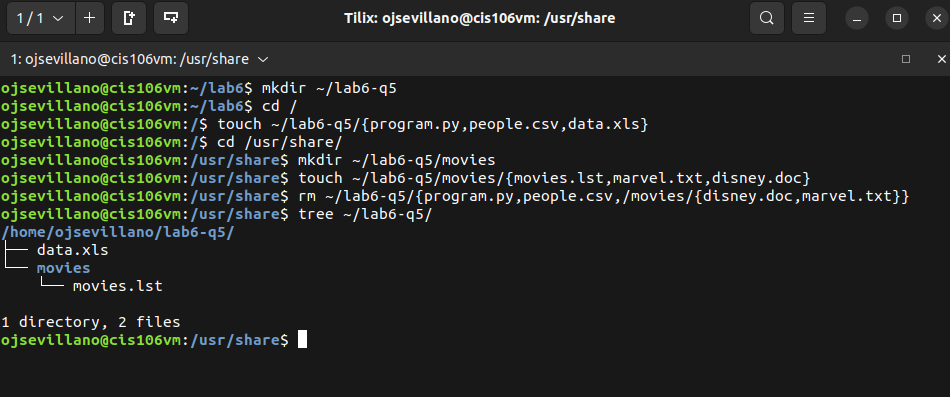 1 / 1
Tilix: ojsevillano@cis106vm: /usr/share
1: ojsevillano@cis106vm: /usr/share
ojsevillano@cis106vm:~/lab6$ mkdir ~/lab6-q5
ojsevillano@cis106vm:~/lab6$ cd /
ojsevillano@cis106vm:/$ touch ~/lab6-q5/{program.py,people.csv,data.xls}
ojsevillano@cis106vm:/$ cd /usr/share/
ojsevillano@cis106vm:/usr/share$ mkdir ~/lab6-q5/movies
ojsevillano@cis106vm:/usr/share$ touch ~/lab6-q5/movies/{movies.lst,marvel.txt,disney.doc}
ojsevillano@cis106vm:/usr/share$ rm ~/lab6-q5/{program.py,people.csv,/movies/{disney.doc,marvel.txt}}
ojsevillano@cis106vm:/usr/share$ tree ~/lab6-q5/
/home/ojsevillano/lab6-q5/
├── data.xls
└── movies
    └── movies.lst
1 directory, 2 files
ojsevillano@cis106vm:/usr/share$